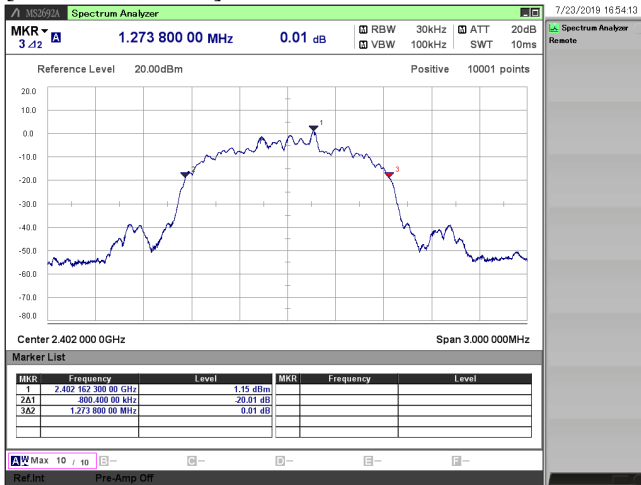 MS2692A Spectrum Analyzer
7/23/2019 16:54:13
MKR 3 Δ2 A 1.273 800 00 MHz 0.01 dB
M RBW 30kHz M ATT 20dB
M VBW 100kHz SWT 10ms
Spectrum Analyzer
Remote
Reference Level 20.00dBm Positive 10001 points
20.0
10.0
0.0
-10.0
-20.0
-30.0
-40.0
-50.0
-60.0
-70.0
-80.0
1
2
3
Center 2.402 000 0GHz Span 3.000 000MHz
Marker List
MKR Frequency Level MKR Frequency Level
1 2.402 162 300 00 GHz 1.15 dBm
2Δ1 -800.400 00 kHz -20.01 dB
3Δ2 1.273 800 00 MHz 0.01 dB
A W Max 10 / 10 B— C— D— E— F—
Ref.Int Pre-Amp Off